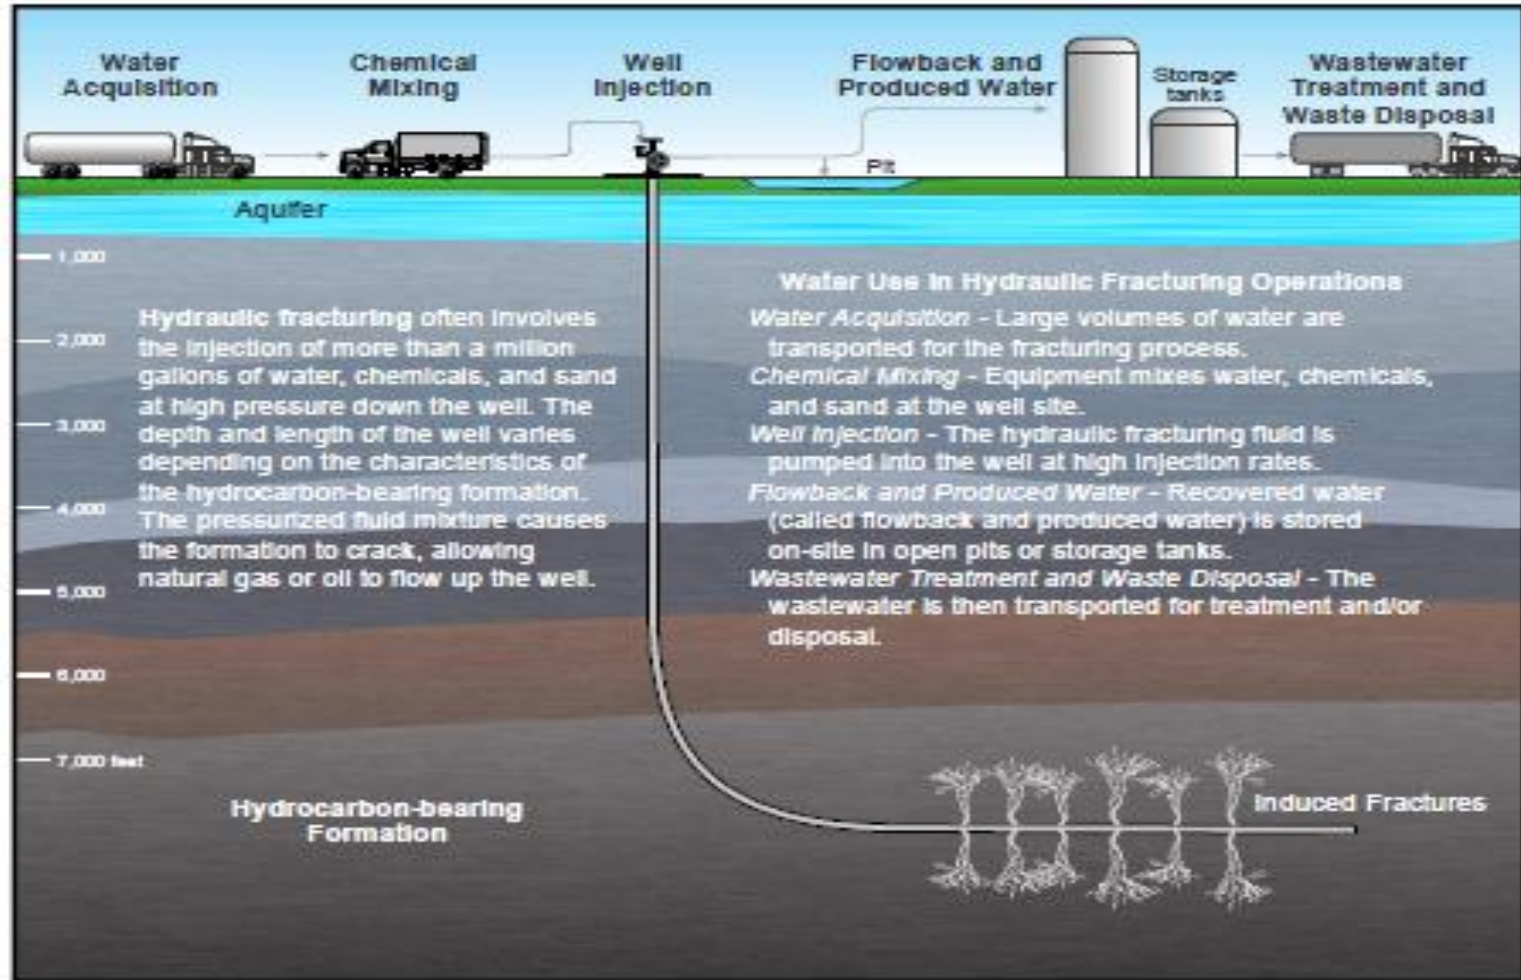 Water
Acquisition
Chemical
Mixing
Well
Injection
Flowback and
Produced Water
Storage
tanks
Wastewater
Treatment and
Waste Disposal
Pit
Aquifer
1,000
2,000
3,000
4,000
5,000
6,000
7,000 feet
Hydraulic fracturing often involves
the injection of more than a million
gallons of water, chemicals, and sand
at high pressure down the well. The
depth and length of the well varies
depending on the characteristics of
the hydrocarbon-bearing formation.
The pressurized fluid mixture causes
the formation to crack, allowing
natural gas or oil to flow up the well.
Water Use in Hydraulic Fracturing Operations
Water Acquisition - Large volumes of water are
transported for the fracturing process.
Chemical Mixing - Equipment mixes water, chemicals,
and sand at the well site.
Well Injection - The hydraulic fracturing fluid is
pumped into the well at high injection rates.
Flowback and Produced Water - Recovered water
(called flowback and produced water) is stored
on-site in open pits or storage tanks.
Wastewater Treatment and Waste Disposal - The
wastewater is then transported for treatment and/or
disposal.
Hydrocarbon-bearing
Formation
Induced Fractures